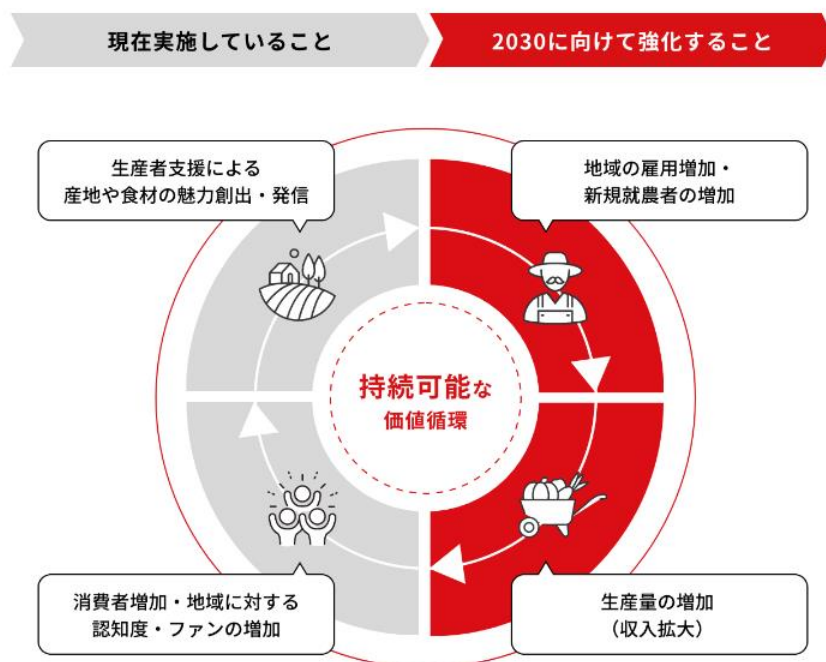 現在実施していること
2030に向けて強化すること
生産者支援による
産地や食材の魅力創出・発信
地域の雇用増加・
新規就農者の増加
持続可能な
価値循環
消費者増加・地域に対する
認知度・ファンの増加
生産量の増加
（収入拡大）